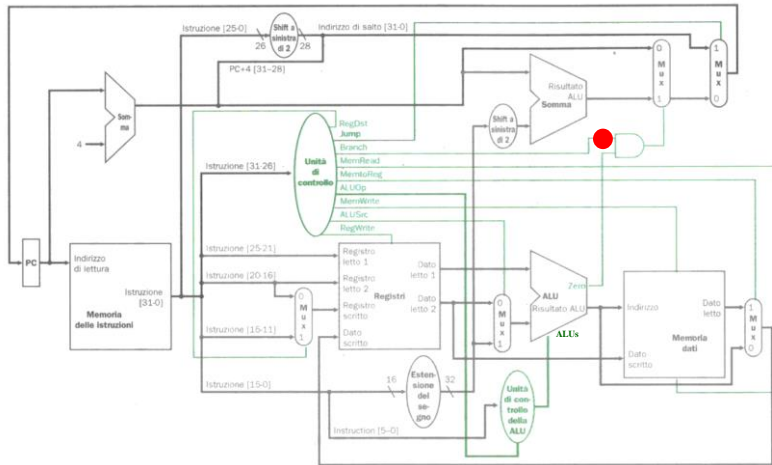 Istruzione [25-0]
Shift a
sinistra
di 2
26
28
Indirizzo di salto [31-0]
PC+4 [31-28]
0
M
u
x
1
1
M
u
x
0
Som-
ma
4
Risultato
ALU
Somma
Shift a
sinistra
di 2
RegDst
Jump
Branch
MemRead
MemtoReg
ALUOp
MemWrite
ALUSrc
RegWrite
Unità
di
controllo
Istruzione [31-26]
PC
Indirizzo
di lettura
Istruzione
[31-0]
Memoria
delle istruzioni
Istruzione [25-21]
Istruzione [20-16]
Istruzione [15-11]
Istruzione [15-0]
0
M
u
x
1
Registro
letto 1
Registro
letto 2
Registro
scritto
Dato
scritto
Registri
Dato
letto 1
Dato
letto 2
0
M
u
x
1
Zero
ALU
Risultato ALU
ALUs
Indirizzo
Dato
letto
Memoria
dati
Dato
scritto
1
M
u
x
0
16
Estensione
del
segno
32
Unità
di con-
trollo
della
ALU
Instruction [5-0]